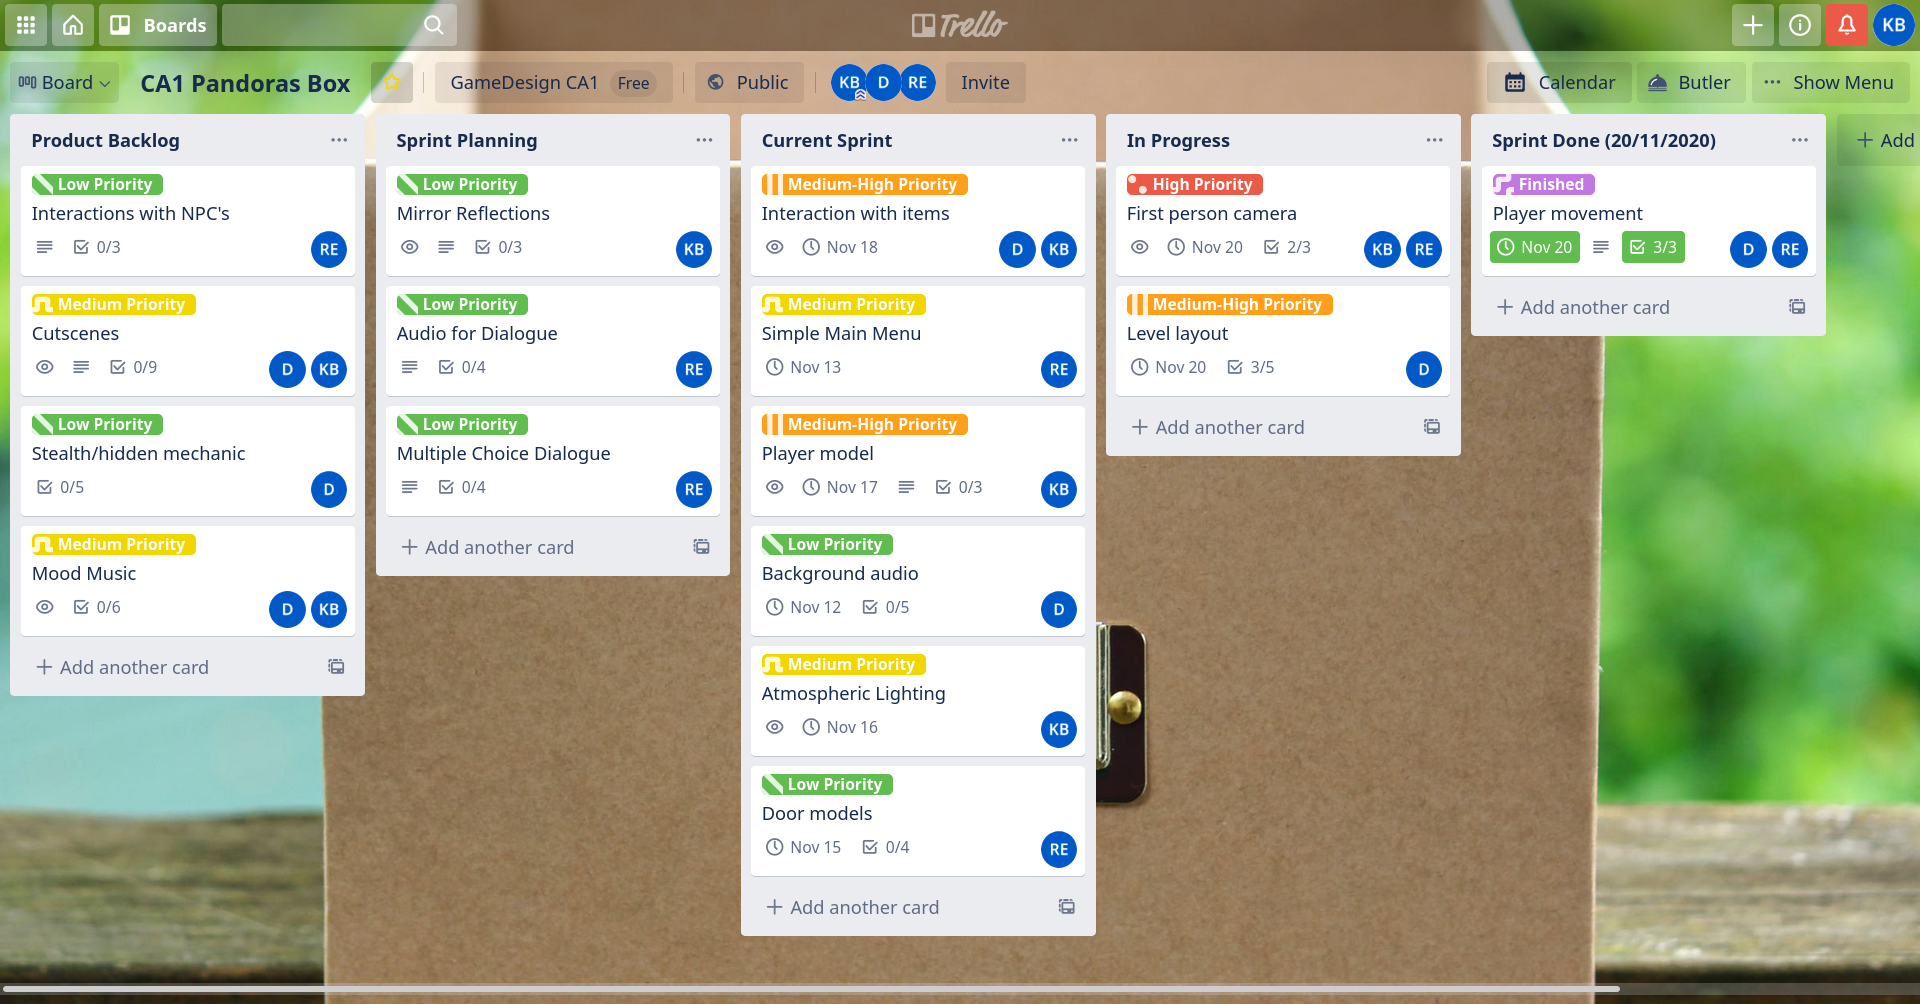 Boards
Trello
KB
Board
CA1 Pandoras Box
GameDesign CA1 Free
Public
KB D RE
Invite
Calendar
Butler
Show Menu
Product Backlog
Low Priority
Interactions with NPC's
0/3 RE
Medium Priority
Cutscenes
0/9 D KB
Low Priority
Stealth/hidden mechanic
0/5 D
Medium Priority
Mood Music
0/6 D KB
Add another card
Sprint Planning
Low Priority
Mirror Reflections
0/3 KB
Low Priority
Audio for Dialogue
0/4 RE
Low Priority
Multiple Choice Dialogue
0/4 RE
Add another card
Current Sprint
Medium-High Priority
Interaction with items
Nov 18 D KB
Medium Priority
Simple Main Menu
Nov 13 RE
Medium-High Priority
Player model
Nov 17 0/3 KB
Low Priority
Background audio
Nov 12 0/5 D
Medium Priority
Atmospheric Lighting
Nov 16 KB
Low Priority
Door models
Nov 15 0/4 RE
Add another card
In Progress
High Priority
First person camera
Nov 20 2/3 KB RE
Medium-High Priority
Level layout
Nov 20 3/5 D
Add another card
Sprint Done (20/11/2020)
Finished
Player movement
Nov 20 3/3 D RE
Add another card
Add